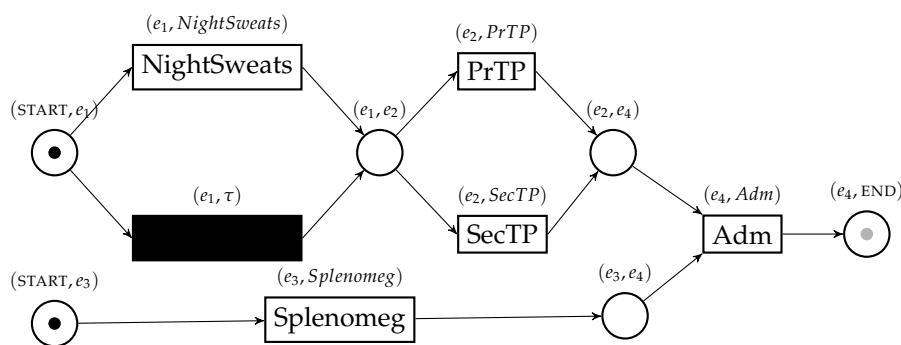 (e₁, NightSweats)
NightSweats
(e₂, PrTP)
PrTP
(START, e₁)
(e₁, e₂)
(e₂, e₄)
(e₁, τ)
(e₂, SecTP)
SecTP
(e₄, Adm)
Adm
(e₄, END)
(START, e₃)
(e₃, Splenomeg)
Splenomeg
(e₃, e₄)